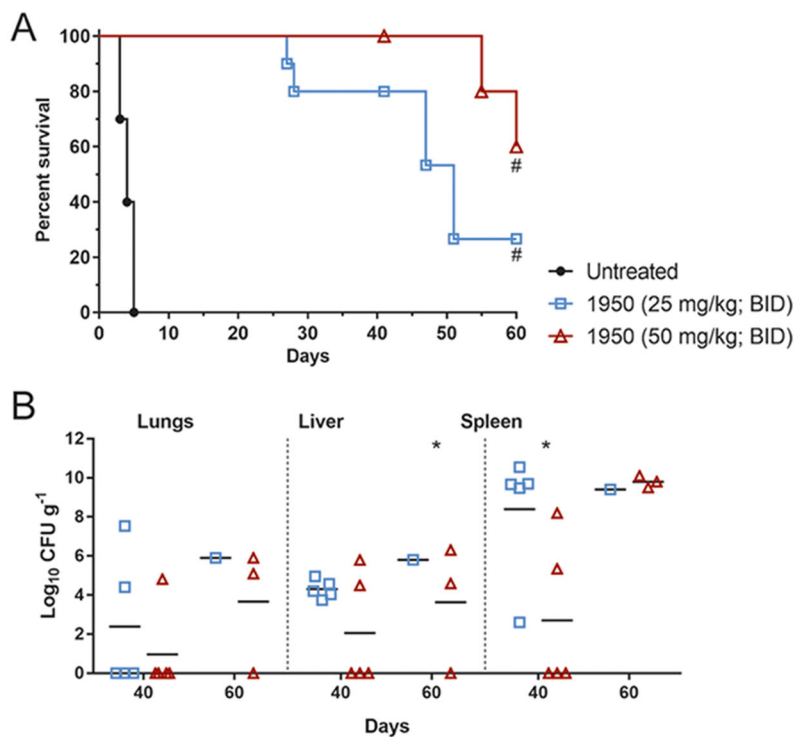 A
100
80
60
40
20
0
Percent survival
0 10 20 30 40 50 60
Days
#
#
Untreated
1950 (25 mg/kg; BID)
1950 (50 mg/kg; BID)
B
Lungs Liver Spleen
* *
12
10
8
6
4
2
0
Log10 CFU g-1
40 60 40 60 40 60
Days